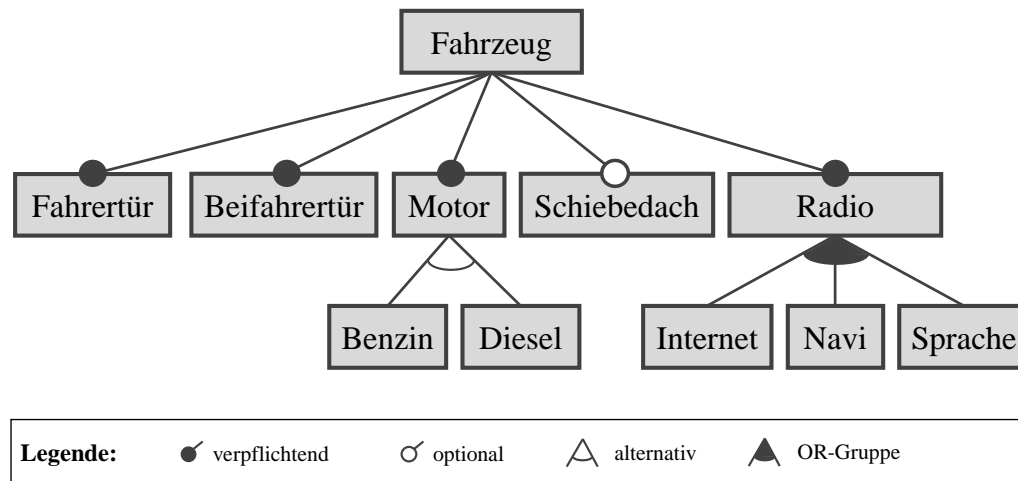 Fahrzeug
Fahrertür Beifahrertür Motor Schiebedach Radio
Benzin Diesel Internet Navi Sprache
Legende: verpflichtend optional alternativ OR-Gruppe